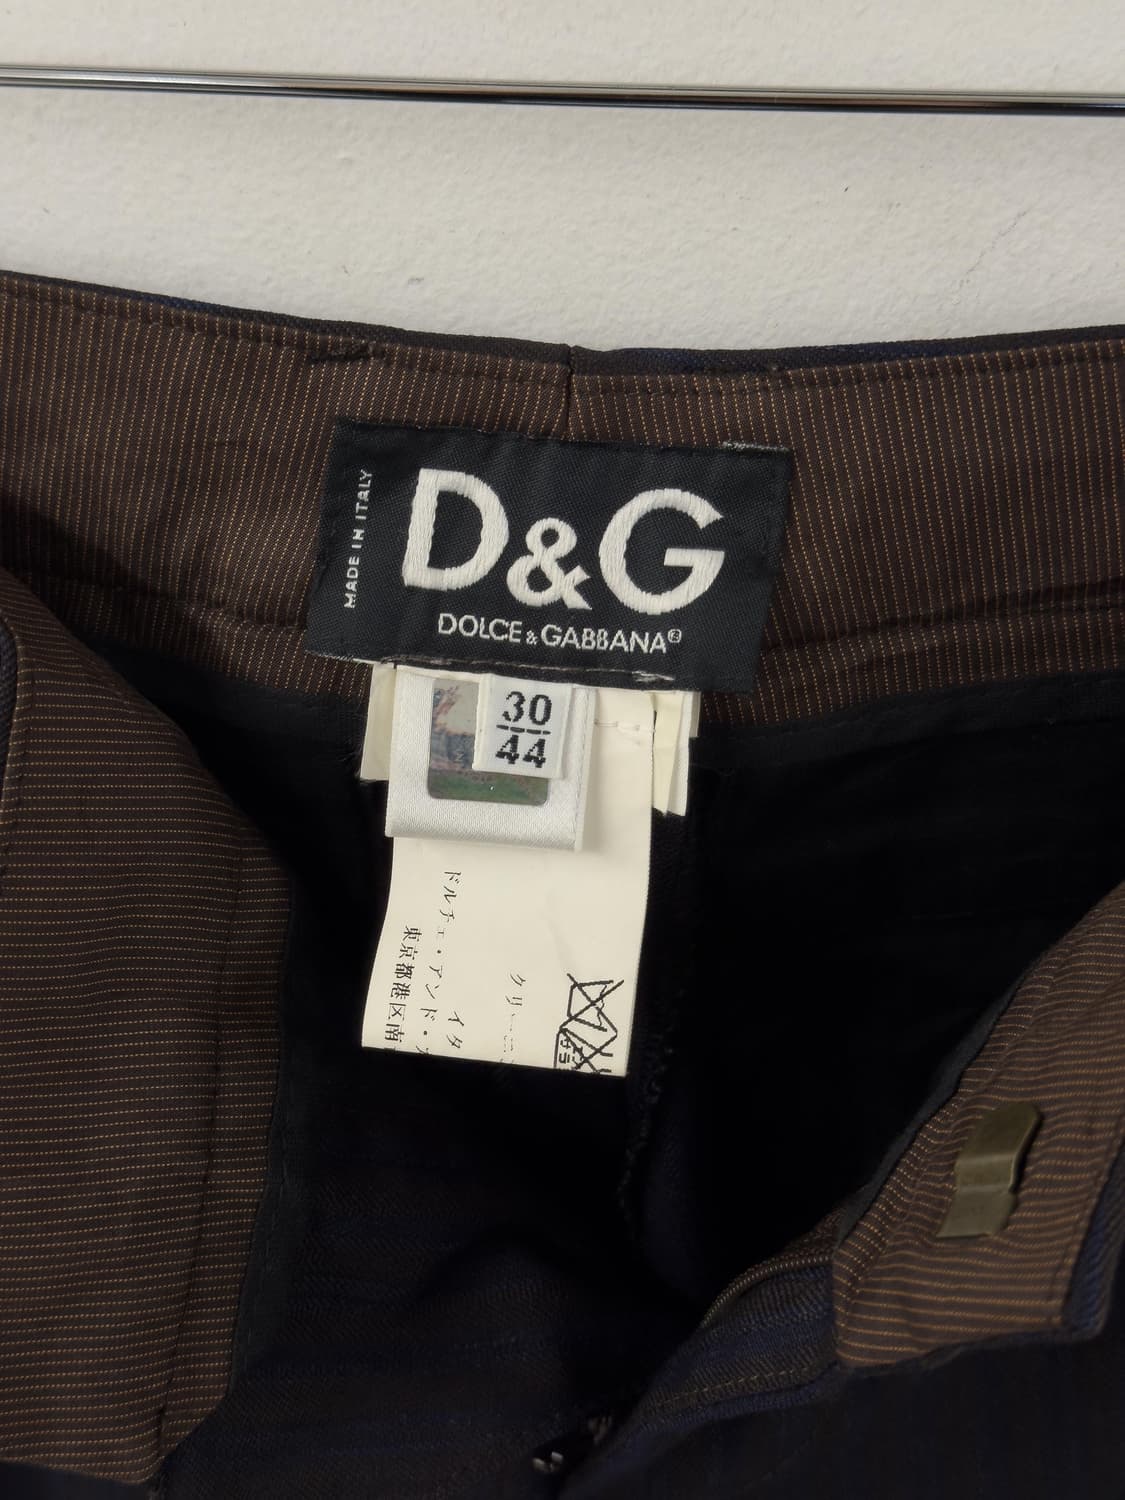 MADE IN ITALY
D&G
DOLCE & GABBANA®
30
44
ドルチェ・アンド・
イタ
東京都港区南
クリーニ